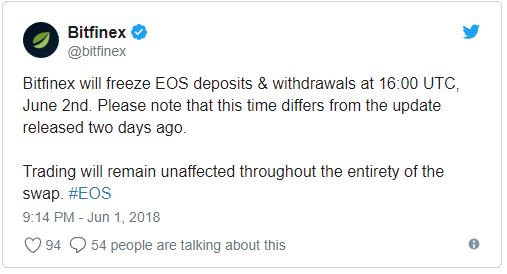 Bitfinex
@bitfinex
Bitfinex will freeze EOS deposits & withdrawals at 16:00 UTC,
June 2nd. Please note that this time differs from the update
released two days ago.
Trading will remain unaffected throughout the entirety of the
swap. #EOS
9:14 PM - Jun 1, 2018
94 54 people are talking about this